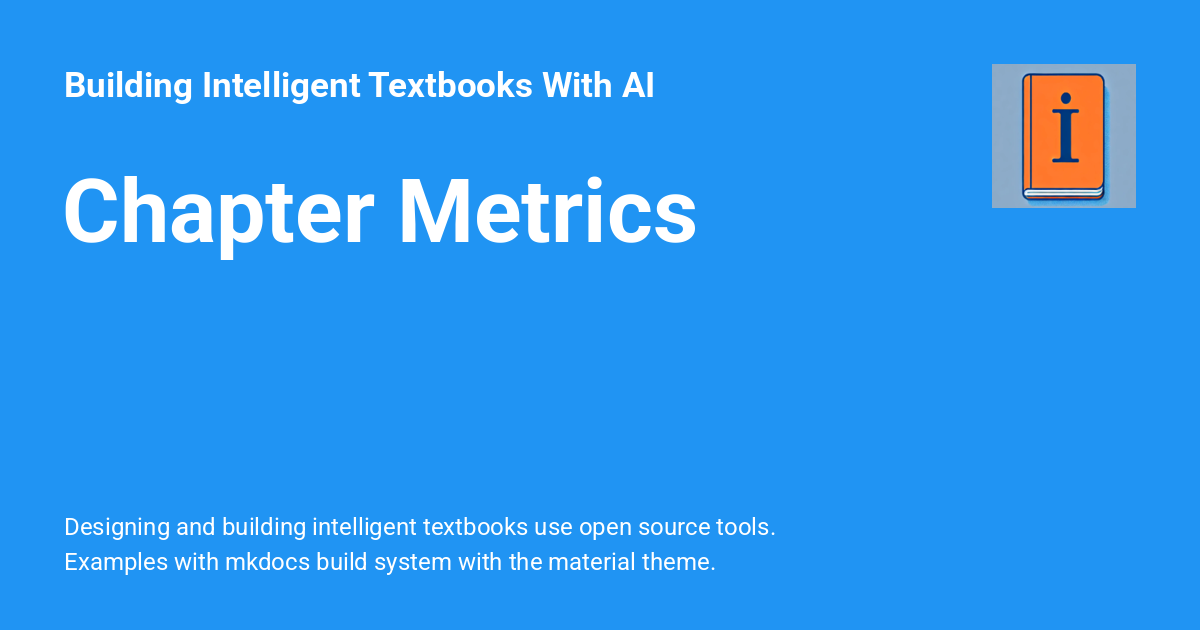 Building Intelligent Textbooks With AI
Chapter Metrics
i
Designing and building intelligent textbooks use open source tools.
Examples with mkdocs build system with the material theme.